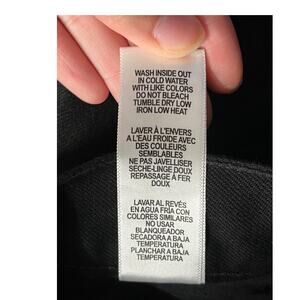 WASH INSIDE OUT
IN COLD WATER
WITH LIKE COLORS
DO NOT BLEACH
TUMBLE DRY LOW
IRON LOW HEAT
LAVER À L'ENVERS
A L'EAU FROIDE AVEC
DES COULEURS
SEMBLABLES
NE PAS JAVELLISER
SÈCHE-LINGE DOUX
REPASSAGE À FER
DOUX
LAVAR AL REVÉS
EN AGUA FRÍA CON
COLORES SIMILARES
NO USAR
BLANQUEADOR
SECADORA A BAJA
TEMPERATURA
PLANCHAR A BAJA
TEMPERATURA